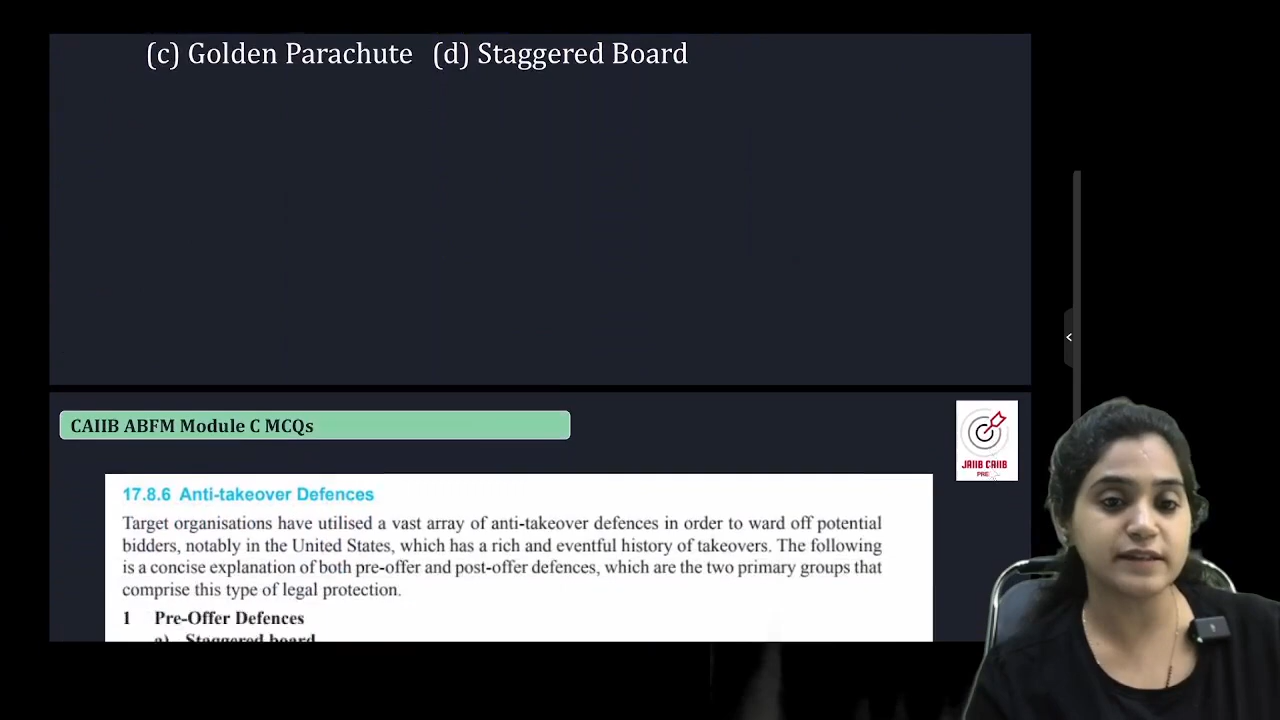 (c) Golden Parachute (d) Staggered Board
CAIIB ABFM Module C MCQs
JAIIB CAIIB
PRE
17.8.6 Anti-takeover Defences
Target organisations have utilised a vast array of anti-takeover defences in order to ward off potential
bidders, notably in the United States, which has a rich and eventful history of takeovers. The following
is a concise explanation of both pre-offer and post-offer defences, which are the two primary groups that
comprise this type of legal protection.
1 Pre-Offer Defences
a) Staggered board